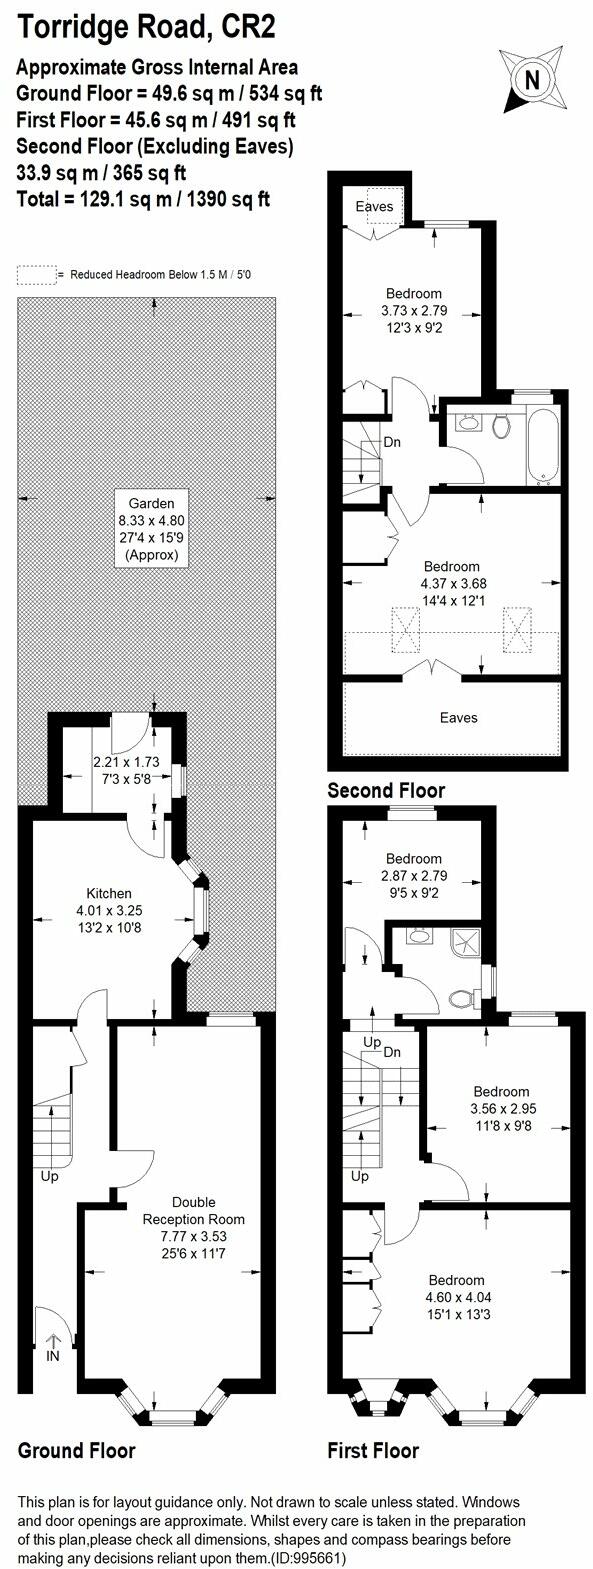 Torridge Road, CR2
Approximate Gross Internal Area
Ground Floor = 49.6 sq m / 534 sq ft
First Floor = 45.6 sq m / 491 sq ft
Second Floor (Excluding Eaves)
33.9 sq m / 365 sq ft
Total = 129.1 sq m / 1390 sq ft
N
= Reduced Headroom Below 1.5 M / 5'0
Eaves
Bedroom
3.73 x 2.79
12'3 x 9'2
Dn
Bedroom
4.37 x 3.68
14'4 x 12'1
Eaves
Second Floor
Garden
8.33 x 4.80
27'4 x 15'9
(Approx)
2.21 x 1.73
7'3 x 5'8
Kitchen
4.01 x 3.25
13'2 x 10'8
Up
Double
Reception Room
7.77 x 3.53
25'6 x 11'7
IN
Ground Floor
Bedroom
2.87 x 2.79
9'5 x 9'2
Up
Dn
Bedroom
3.56 x 2.95
11'8 x 9'8
Up
Bedroom
4.60 x 4.04
15'1 x 13'3
First Floor
This plan is for layout guidance only. Not drawn to scale unless stated. Windows
and door openings are approximate. Whilst every care is taken in the preparation
of this plan,please check all dimensions, shapes and compass bearings before
making any decisions reliant upon them.(ID:995661)